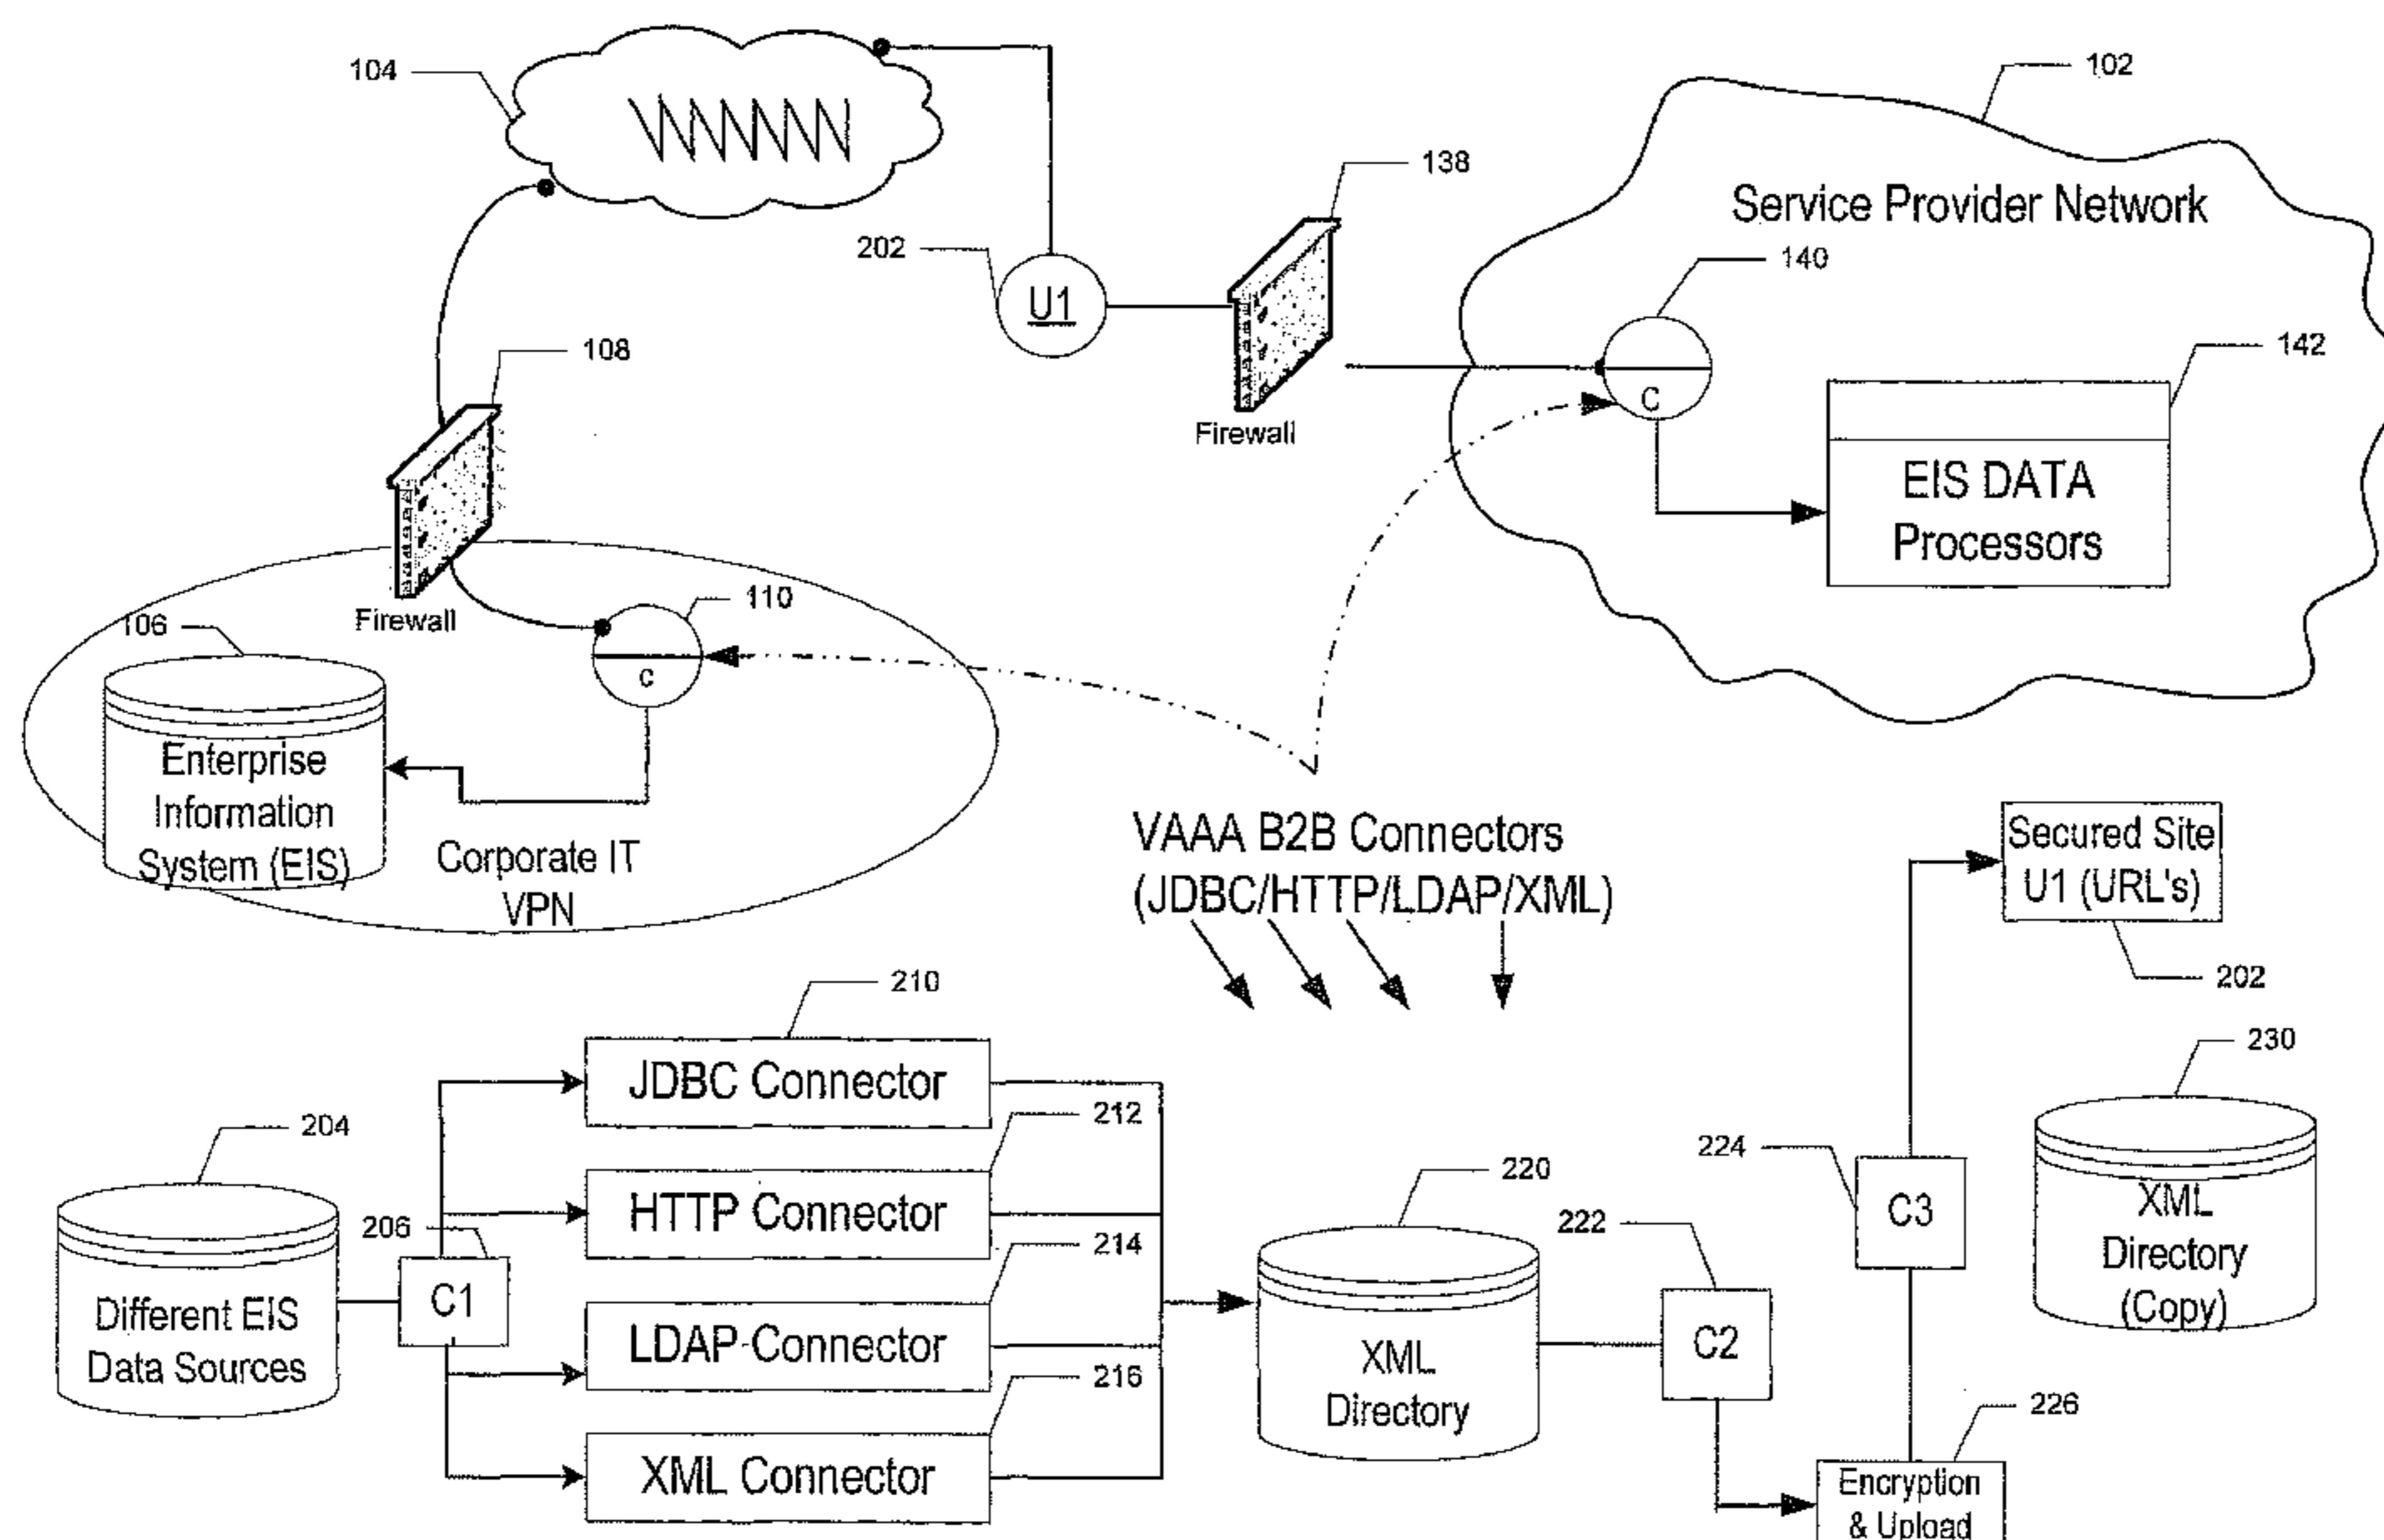 104
102
138
Service Provider Network
202
140
U1
108
142
C
Firewall
EIS DATA
Processors
110
Firewall
106
c
Enterprise
Information
System (EIS)
Corporate IT
VPN
VAAA B2B Connectors
(JDBC/HTTP/LDAP/XML)
Secured Site
U1 (URL's)
202
210
230
JDBC Connector
212
204
224
220
XML
Directory
(Copy)
HTTP Connector
C3
206
222
214
C1
Different EIS
Data Sources
LDAP Connector
C2
XML
Directory
216
226
XML Connector
Encryption
& Upload